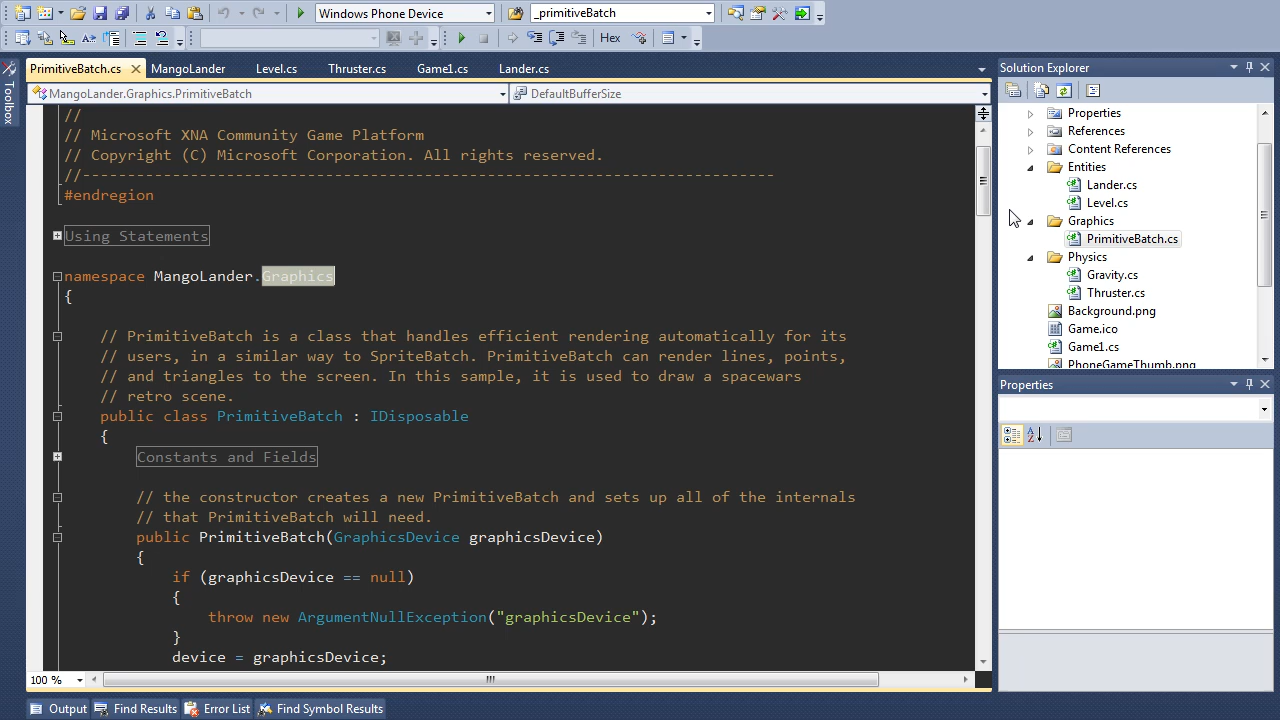 Windows Phone Device
_primitiveBatch
Hex
Toolbox
PrimitiveBatch.cs
MangoLander
Level.cs
Thruster.cs
Game1.cs
Lander.cs
MangoLander.Graphics.PrimitiveBatch
DefaultBufferSize
//
// Microsoft XNA Community Game Platform
// Copyright (C) Microsoft Corporation. All rights reserved.
//-----------------------------------------------------------------------------
#endregion
Using Statements
namespace MangoLander.Graphics
{
// PrimitiveBatch is a class that handles efficient rendering automatically for its
// users, in a similar way to SpriteBatch. PrimitiveBatch can render lines, points,
// and triangles to the screen. In this sample, it is used to draw a spacewars
// retro scene.
public class PrimitiveBatch : IDisposable
{
Constants and Fields
// the constructor creates a new PrimitiveBatch and sets up all of the internals
// that PrimitiveBatch will need.
public PrimitiveBatch(GraphicsDevice graphicsDevice)
{
if (graphicsDevice == null)
{
throw new ArgumentNullException("graphicsDevice");
}
device = graphicsDevice;
100 %
Solution Explorer
Properties
References
Content References
Entities
Lander.cs
Level.cs
Graphics
PrimitiveBatch.cs
Physics
Gravity.cs
Thruster.cs
Background.png
Game.ico
Game1.cs
PhoneGameThumb.png
Properties
Output
Find Results
Error List
Find Symbol Results